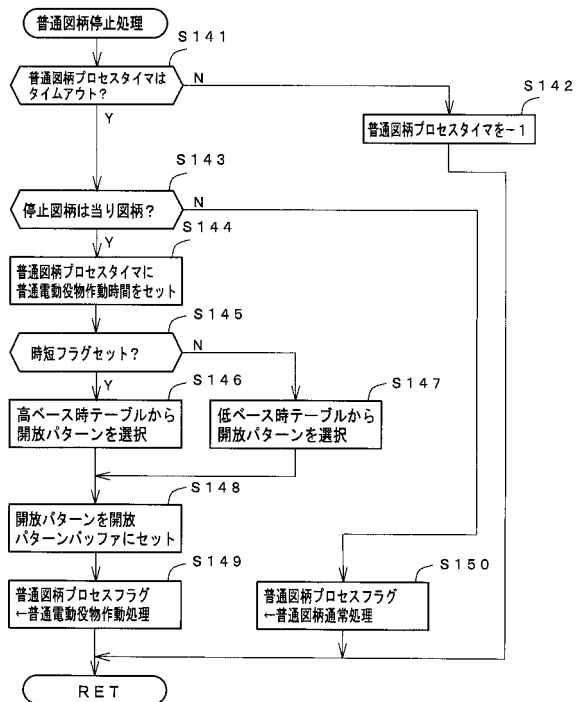 普通図柄停止処理
S141
普通図柄プロセスタイマは
タイムアウト？
N
Y
S142
普通図柄プロセスタイマを－1
S143
停止図柄は当り図柄？
N
Y
S144
普通図柄プロセスタイマに
普通電動役物作動時間をセット
S145
時短フラグセット？
N
Y
S146
高ベース時テーブルから
開放パターンを選択
S147
低ベース時テーブルから
開放パターンを選択
S148
開放パターンを開放
パターンバッファにセット
S149
普通図柄プロセスフラグ
←普通電動役物作動処理
S150
普通図柄プロセスフラグ
←普通図柄通常処理
RET